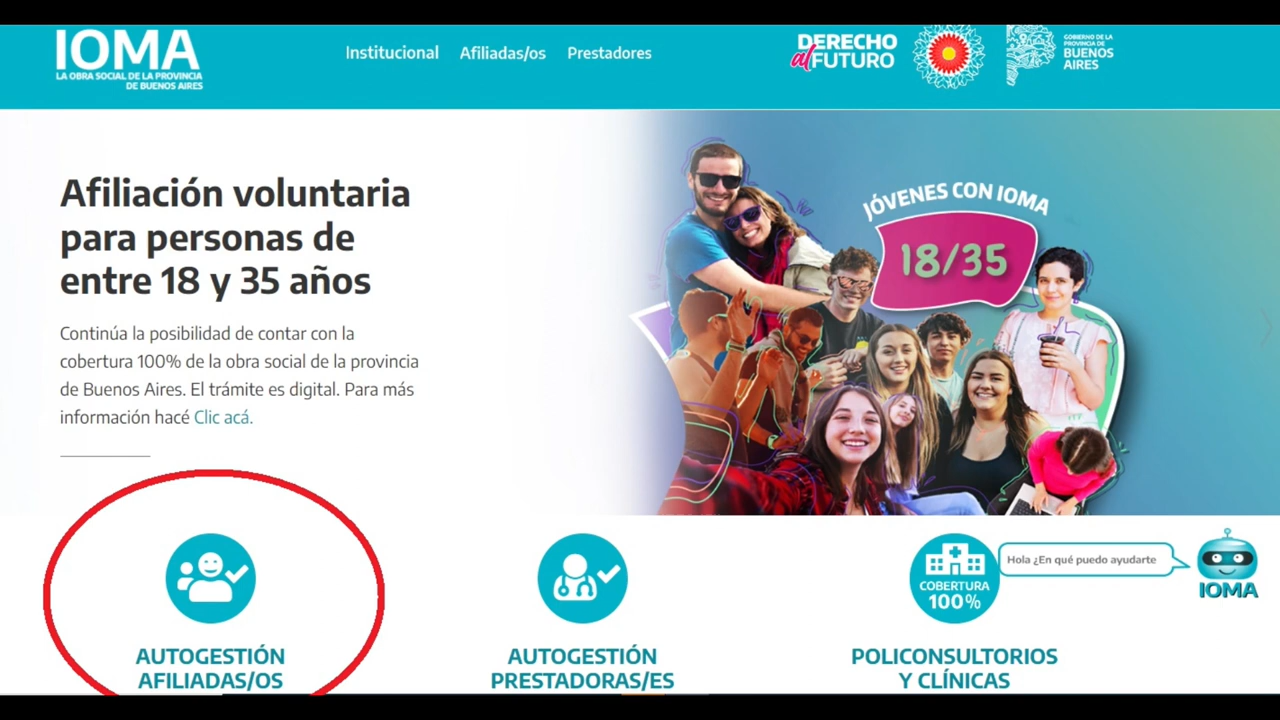 IOMA
LA OBRA SOCIAL DE LA PROVINCIA
DE BUENOS AIRES
Institucional
Afiliadas/os
Prestadores
DERECHO
al FUTURO
GOBIERNO DE LA
PROVINCIA DE
BUENOS
AIRES
Afiliación voluntaria
para personas de
entre 18 y 35 años
Continúa la posibilidad de contar con la
cobertura 100% de la obra social de la provincia
de Buenos Aires. El trámite es digital. Para más
información hacé Clic acá.
JÓVENES CON IOMA
18/35
AUTOGESTIÓN
AFILIADAS/OS
AUTOGESTIÓN
PRESTADORAS/ES
COBERTURA
100%
POLICONSULTORIOS
Y CLÍNICAS
Hola ¿En qué puedo ayudarte
IOMA